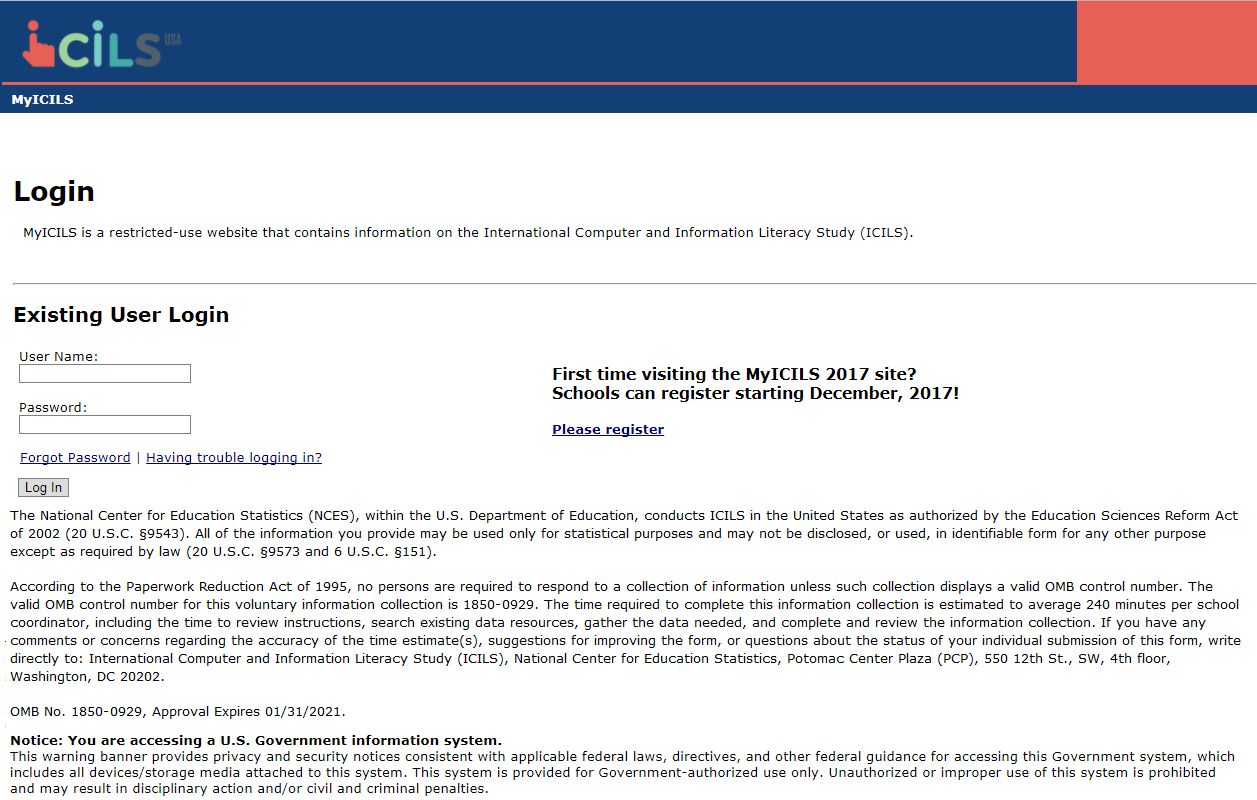 iCILS USA
MyICILS
Login
MyICILS is a restricted-use website that contains information on the International Computer and Information Literacy Study (ICILS).
Existing User Login
User Name:
First time visiting the MyICILS 2017 site?
Schools can register starting December, 2017!
Password:
Please register
Forgot Password | Having trouble logging in?
Log In
The National Center for Education Statistics (NCES), within the U.S. Department of Education, conducts ICILS in the United States as authorized by the Education Sciences Reform Act
of 2002 (20 U.S.C. §9543). All of the information you provide may be used only for statistical purposes and may not be disclosed, or used, in identifiable form for any other purpose
except as required by law (20 U.S.C. §9573 and 6 U.S.C. §151).
According to the Paperwork Reduction Act of 1995, no persons are required to respond to a collection of information unless such collection displays a valid OMB control number. The
valid OMB control number for this voluntary information collection is 1850-0929. The time required to complete this information collection is estimated to average 240 minutes per school
coordinator, including the time to review instructions, search existing data resources, gather the data needed, and complete and review the information collection. If you have any
comments or concerns regarding the accuracy of the time estimate(s), suggestions for improving the form, or questions about the status of your individual submission of this form, write
directly to: International Computer and Information Literacy Study (ICILS), National Center for Education Statistics, Potomac Center Plaza (PCP), 550 12th St., SW, 4th floor,
Washington, DC 20202.
OMB No. 1850-0929, Approval Expires 01/31/2021.
Notice: You are accessing a U.S. Government information system.
This warning banner provides privacy and security notices consistent with applicable federal laws, directives, and other federal guidance for accessing this Government system, which
includes all devices/storage media attached to this system. This system is provided for Government-authorized use only. Unauthorized or improper use of this system is prohibited
and may result in disciplinary action and/or civil and criminal penalties.